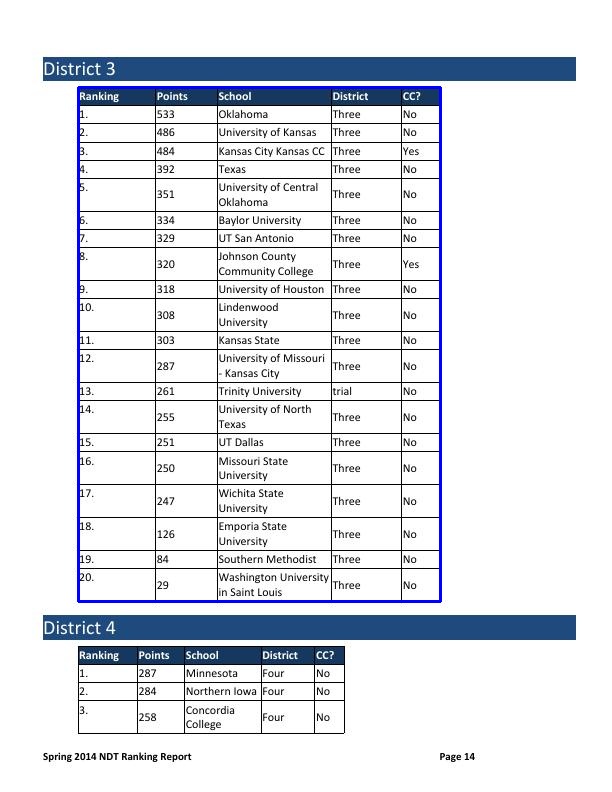 District 3
Ranking Points School District CC?
1. 533 Oklahoma Three No
2. 486 University of Kansas Three No
3. 484 Kansas City Kansas CC Three Yes
4. 392 Texas Three No
5. 351 University of Central Oklahoma Three No
6. 334 Baylor University Three No
7. 329 UT San Antonio Three No
8. 320 Johnson County Community College Three Yes
9. 318 University of Houston Three No
10. 308 Lindenwood University Three No
11. 303 Kansas State Three No
12. 287 University of Missouri - Kansas City Three No
13. 261 Trinity University trial No
14. 255 University of North Texas Three No
15. 251 UT Dallas Three No
16. 250 Missouri State University Three No
17. 247 Wichita State University Three No
18. 126 Emporia State University Three No
19. 84 Southern Methodist Three No
20. 29 Washington University in Saint Louis Three No
District 4
Ranking Points School District CC?
1. 287 Minnesota Four No
2. 284 Northern Iowa Four No
3. 258 Concordia College Four No
Spring 2014 NDT Ranking Report Page 14